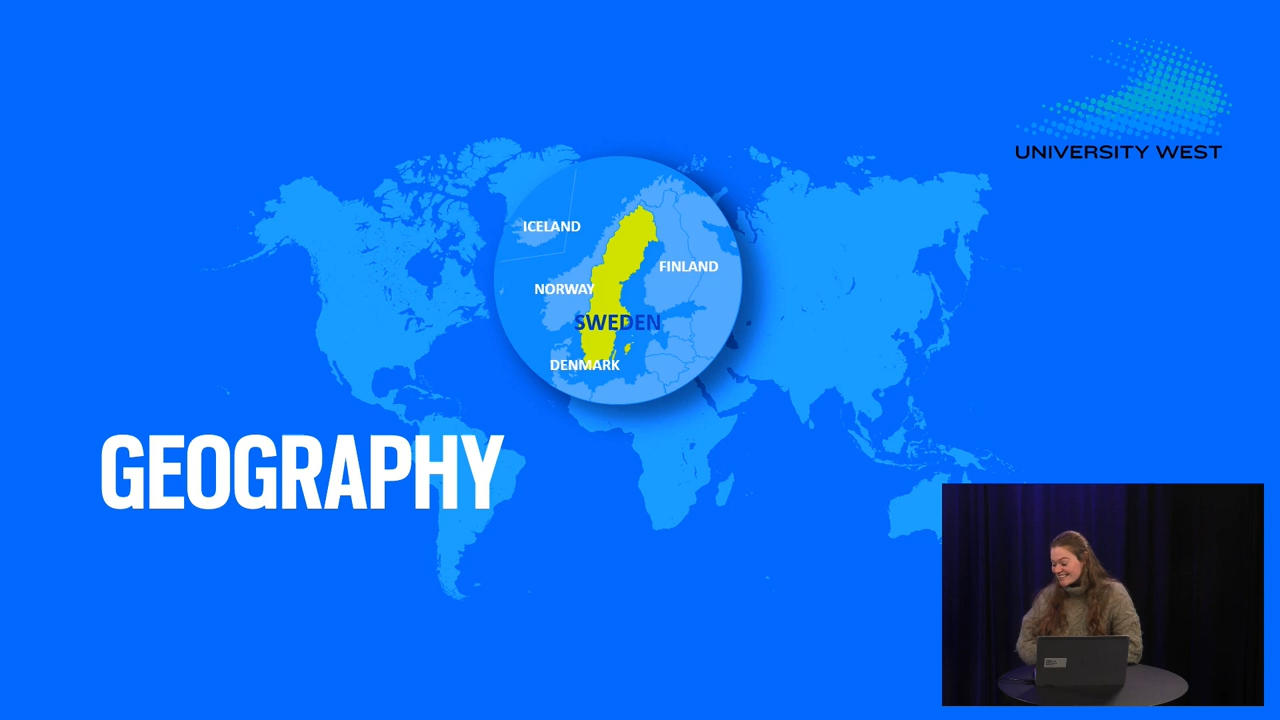 UNIVERSITY WEST
ICELAND
FINLAND
NORWAY
SWEDEN
DENMARK
GEOGRAPHY